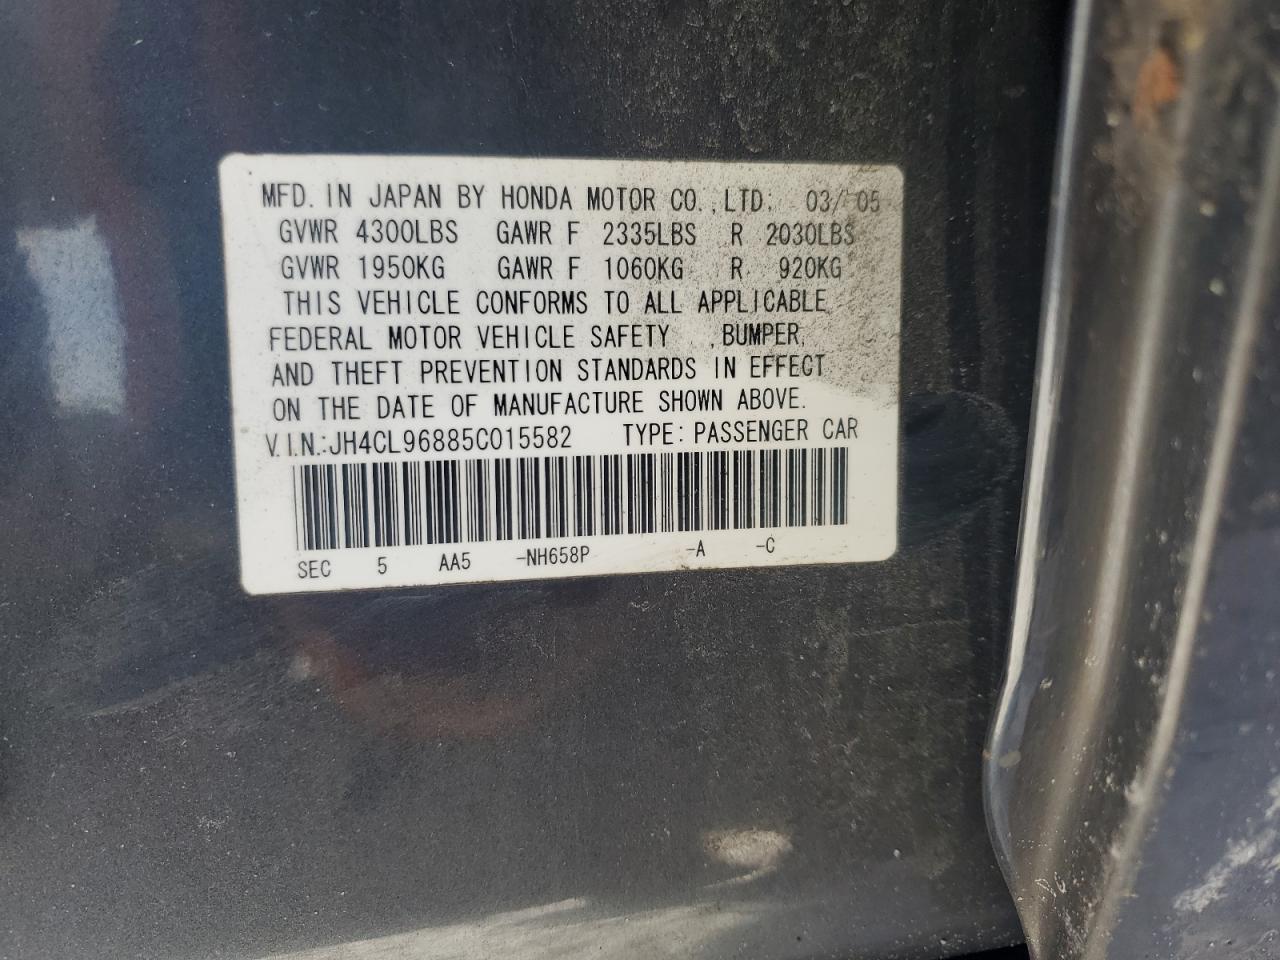 MFD. IN JAPAN BY HONDA MOTOR CO., LTD. 03/ 05
GVWR 4300LBS GAWR F 2335LBS R 2030LBS
GVWR 1950KG GAWR F 1060KG R 920KG
THIS VEHICLE CONFORMS TO ALL APPLICABLE
FEDERAL MOTOR VEHICLE SAFETY , BUMPER,
AND THEFT PREVENTION STANDARDS IN EFFECT
ON THE DATE OF MANUFACTURE SHOWN ABOVE.
V.I.N.:JH4CL96885C015582 TYPE: PASSENGER CAR
SEC 5 AA5 -NH658P -A -C